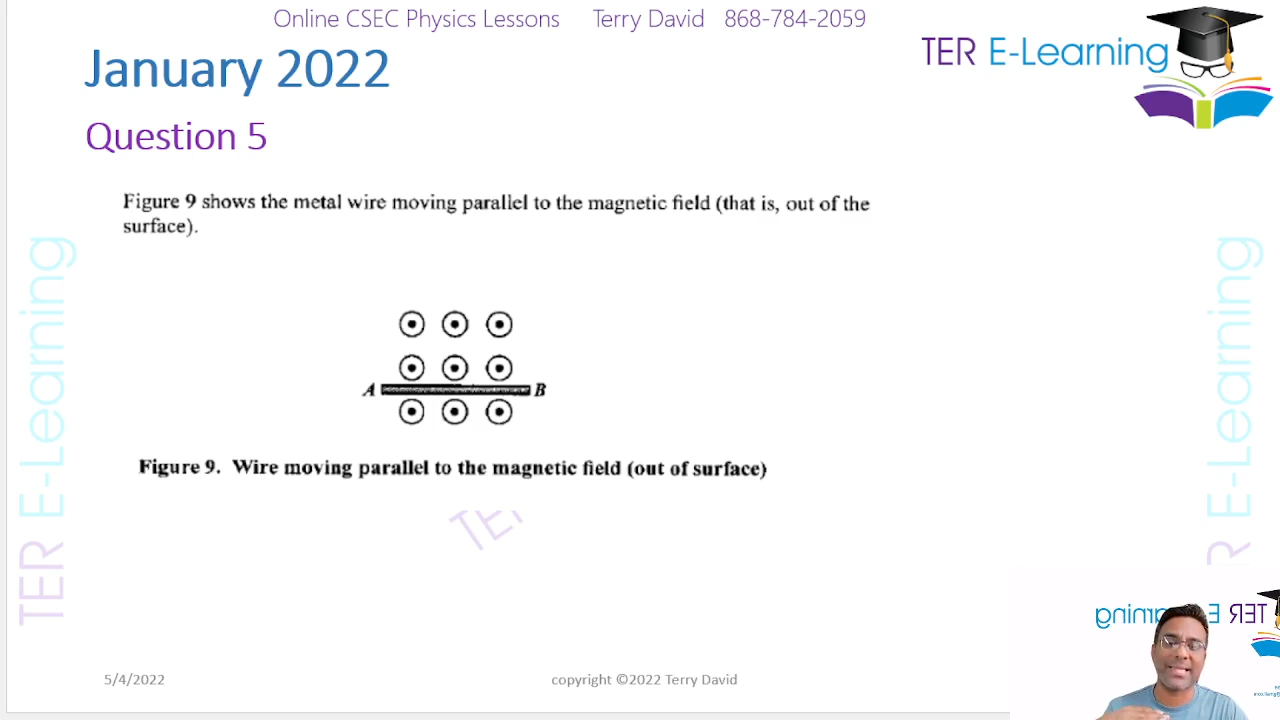 Online CSEC Physics Lessons Terry David 868-784-2059
TER E-Learning
January 2022
Question 5
Figure 9 shows the metal wire moving parallel to the magnetic field (that is, out of the
surface).
A B
Figure 9. Wire moving parallel to the magnetic field (out of surface)
TER E-Learning
TER
E-Learning
TER E
5/4/2022
copyright ©2022 Terry David